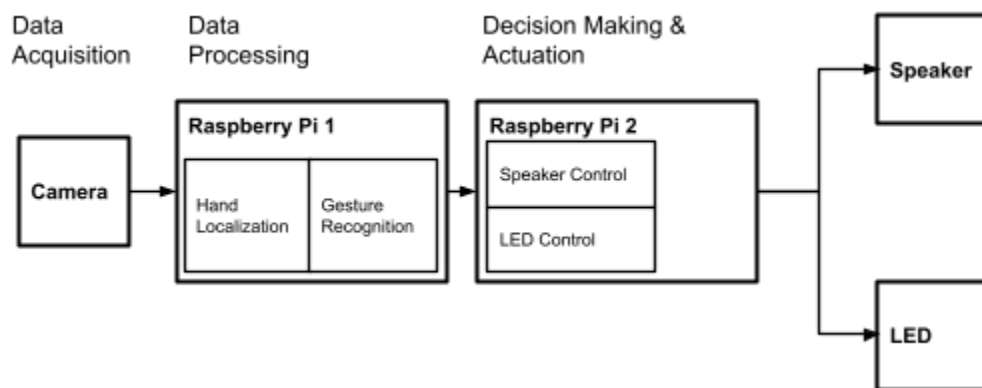 Data
Acquisition
Data
Processing
Decision Making &
Actuation
Camera
Raspberry Pi 1
Hand
Localization
Gesture
Recognition
Raspberry Pi 2
Speaker Control
LED Control
Speaker
LED